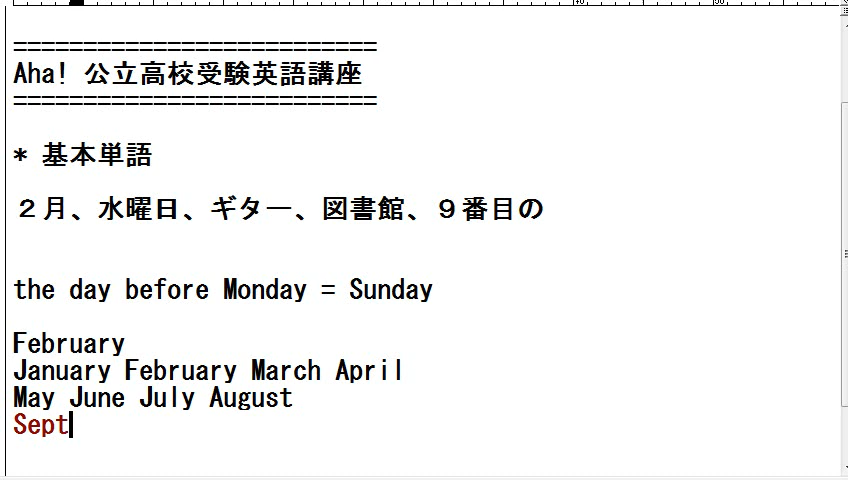 ===========================
Aha! 公立高校受験英語講座
===========================
* 基本単語
２月、水曜日、ギター、図書館、９番目の
the day before Monday = Sunday
February
January February March April
May June July August
Sept